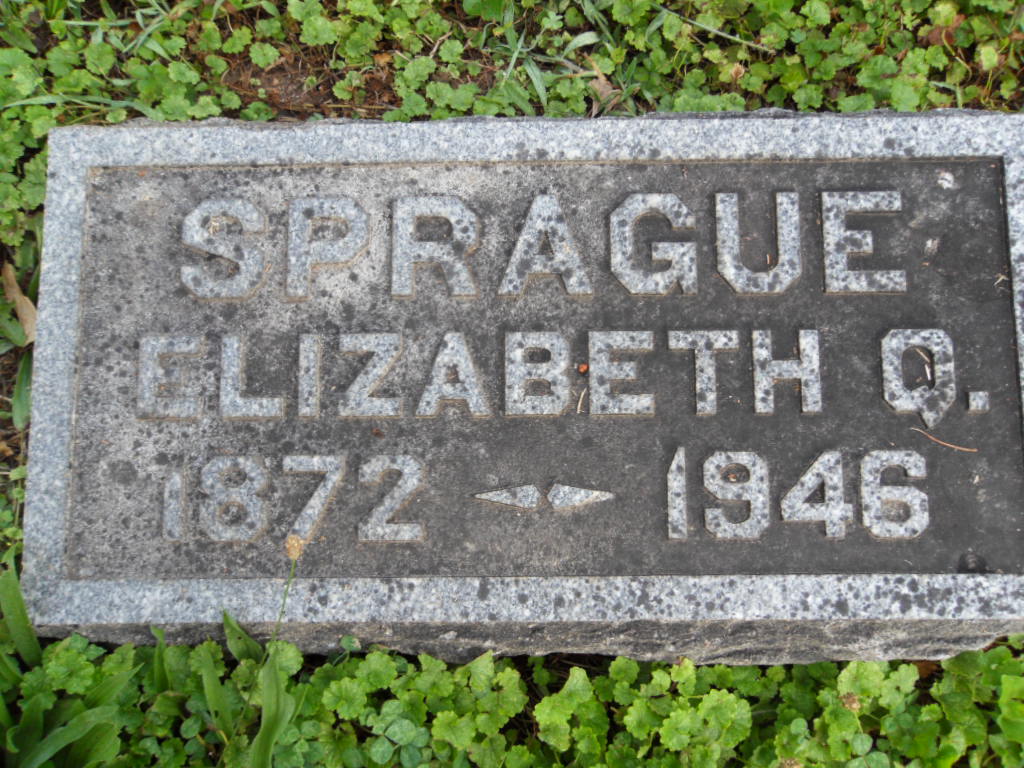 SPRAGUE
ELIZABETH Q.
1872 - 1946